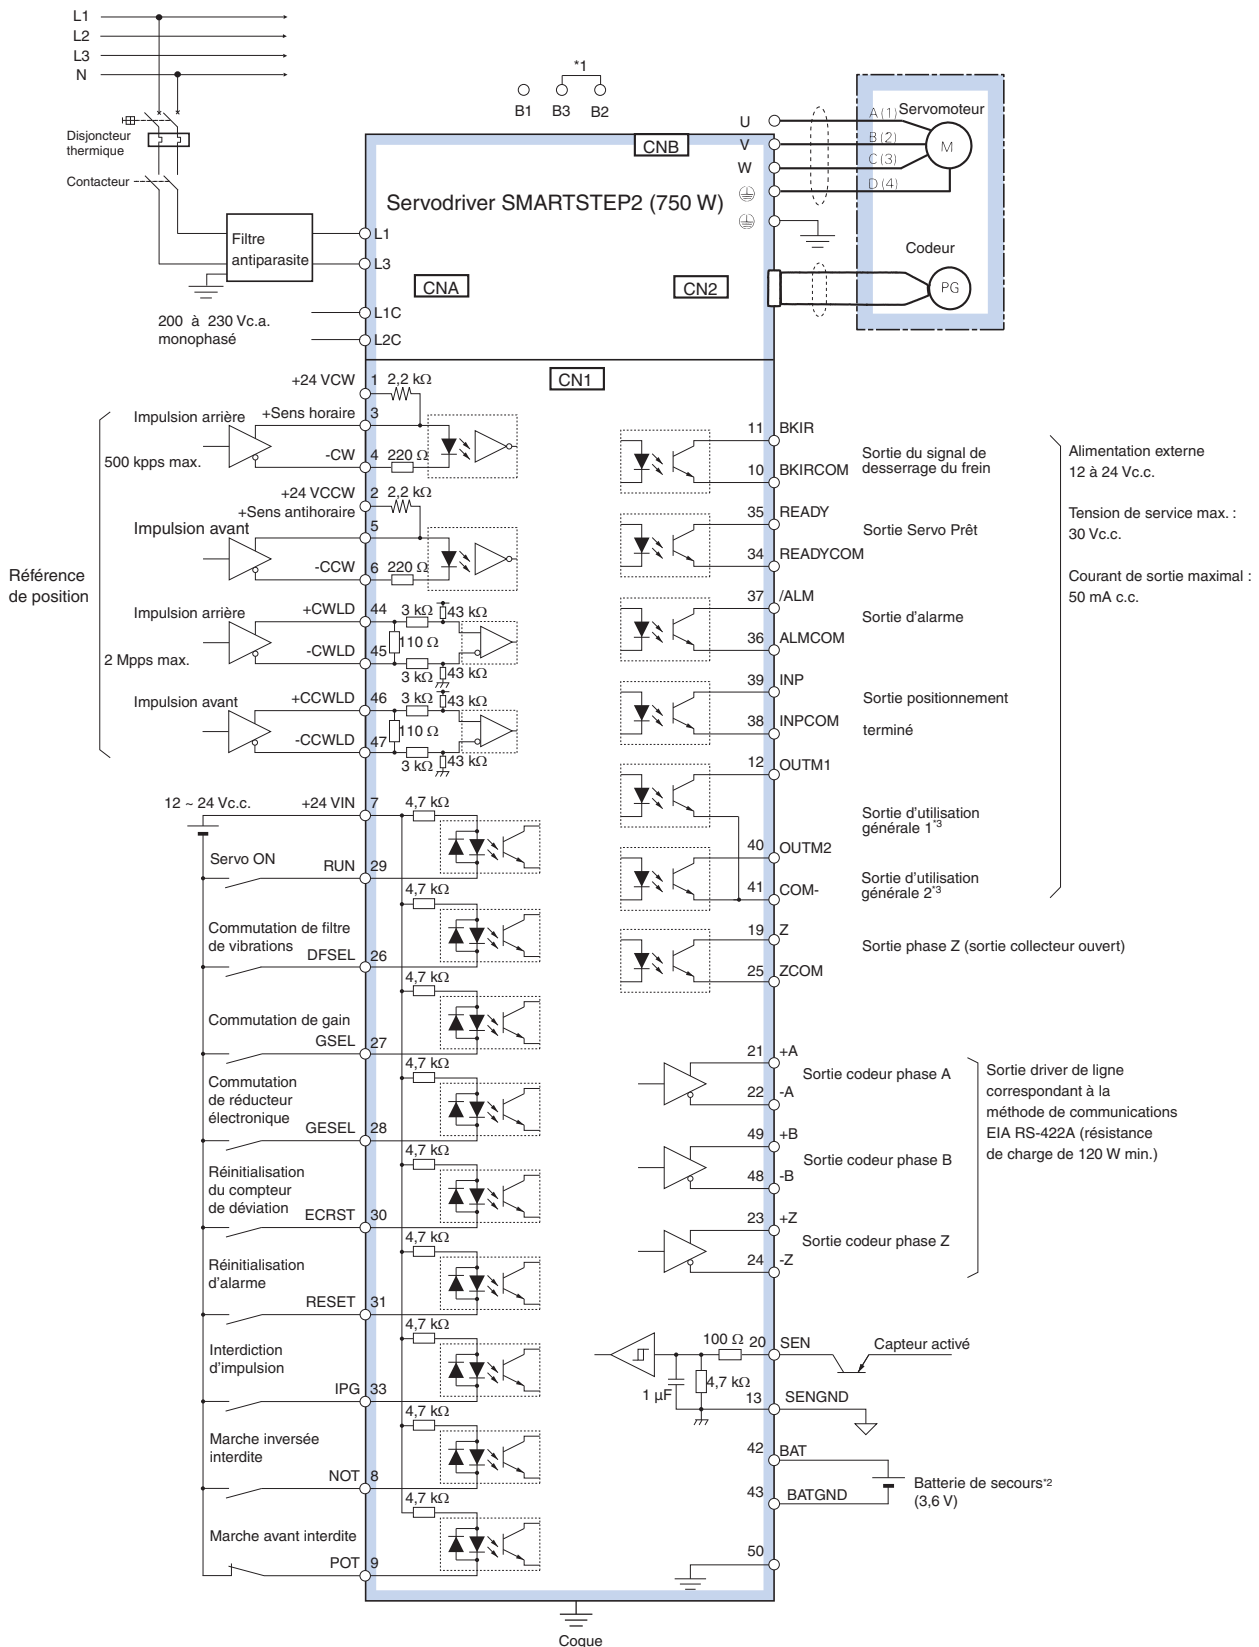 L1
L2
L3
N
Disjoncteur
thermique
Contacteur
Filtre
antiparasite
200 à 230 Vc.a.
monophasé
*1
B1 B3 B2
CNB
Servodriver SMARTSTEP2 (750 W)
L1
L3
CNA
CN2
L1C
L2C
U
V
W
A (1)
B (2)
C (3)
D (4)
Servomoteur
M
Codeur
PG
CN1
Référence
de position
Impulsion arrière
500 kpps max.
+24 VCW 1 2,2 kΩ
+Sens horaire 3
-CW 4 220 Ω
+24 VCCW 2 2,2 kΩ
+Sens antihoraire
5
Impulsion avant
-CCW 6 220 Ω
Impulsion arrière
+CWLD 44 3 kΩ 43 kΩ
110 Ω
2 Mpps max.
-CWLD 45
3 kΩ 43 kΩ
Impulsion avant
+CCWLD 46 3 kΩ 43 kΩ
110 Ω
-CCWLD 47
3 kΩ 43 kΩ
12 ~ 24 Vc.c. +24 VIN 7 4,7 kΩ
Servo ON
RUN 29
4,7 kΩ
Commutation de filtre
de vibrations
DFSEL 26
4,7 kΩ
Commutation de gain
GSEL 27
4,7 kΩ
Commutation
de réducteur
électronique
GESEL 28
4,7 kΩ
Réinitialisation
du compteur
de déviation
ECRST 30
4,7 kΩ
Réinitialisation
d'alarme
RESET 31
4,7 kΩ
Interdiction
d'impulsion
IPG 33
4,7 kΩ
Marche inversée
interdite
NOT 8
4,7 kΩ
Marche avant interdite
POT 9
11 BKIR
Sortie du signal de
desserrage du frein
10 BKIRCOM
35 READY
Sortie Servo Prêt
34 READYCOM
37 /ALM
Sortie d'alarme
36 ALMCOM
39 INP
Sortie positionnement
terminé
38 INPCOM
12 OUTM1
Sortie d'utilisation
générale 1*3
40 OUTM2
Sortie d'utilisation
générale 2*3
41 COM-
19 Z
Sortie phase Z (sortie collecteur ouvert)
25 ZCOM
Alimentation externe
12 à 24 Vc.c.
Tension de service max. :
30 Vc.c.
Courant de sortie maximal :
50 mA c.c.
21 +A
Sortie codeur phase A
22 -A
49 +B
Sortie codeur phase B
48 -B
23 +Z
Sortie codeur phase Z
24 -Z
Sortie driver de ligne
correspondant à la
méthode de communications
EIA RS-422A (résistance
de charge de 120 W min.)
100 Ω 20 SEN
Capteur activé
1 µF 4,7 kΩ
13 SENGND
42 BAT
Batterie de secours*2
(3,6 V)
43 BATGND
50
Coque